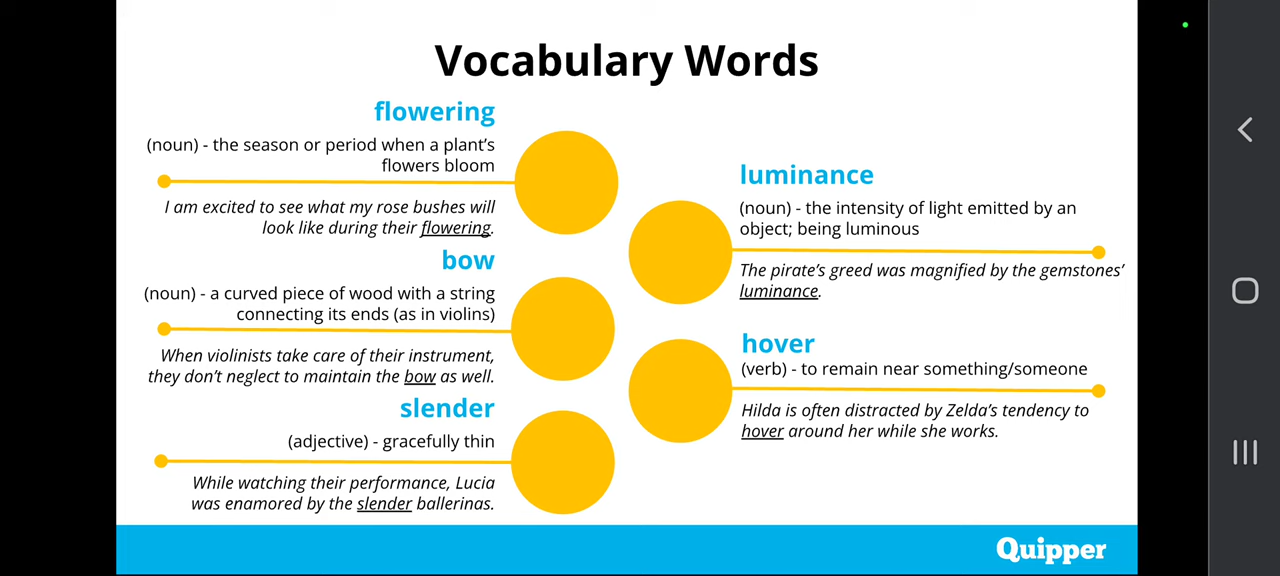 Vocabulary Words
flowering
(noun) - the season or period when a plant’s
flowers bloom
I am excited to see what my rose bushes will
look like during their flowering.
bow
(noun) - a curved piece of wood with a string
connecting its ends (as in violins)
When violinists take care of their instrument,
they don’t neglect to maintain the bow as well.
slender
(adjective) - gracefully thin
While watching their performance, Lucia
was enamored by the slender ballerinas.
luminance
(noun) - the intensity of light emitted by an
object; being luminous
The pirate’s greed was magnified by the gemstones’
luminance.
hover
(verb) - to remain near something/someone
Hilda is often distracted by Zelda’s tendency to
hover around her while she works.
Quipper